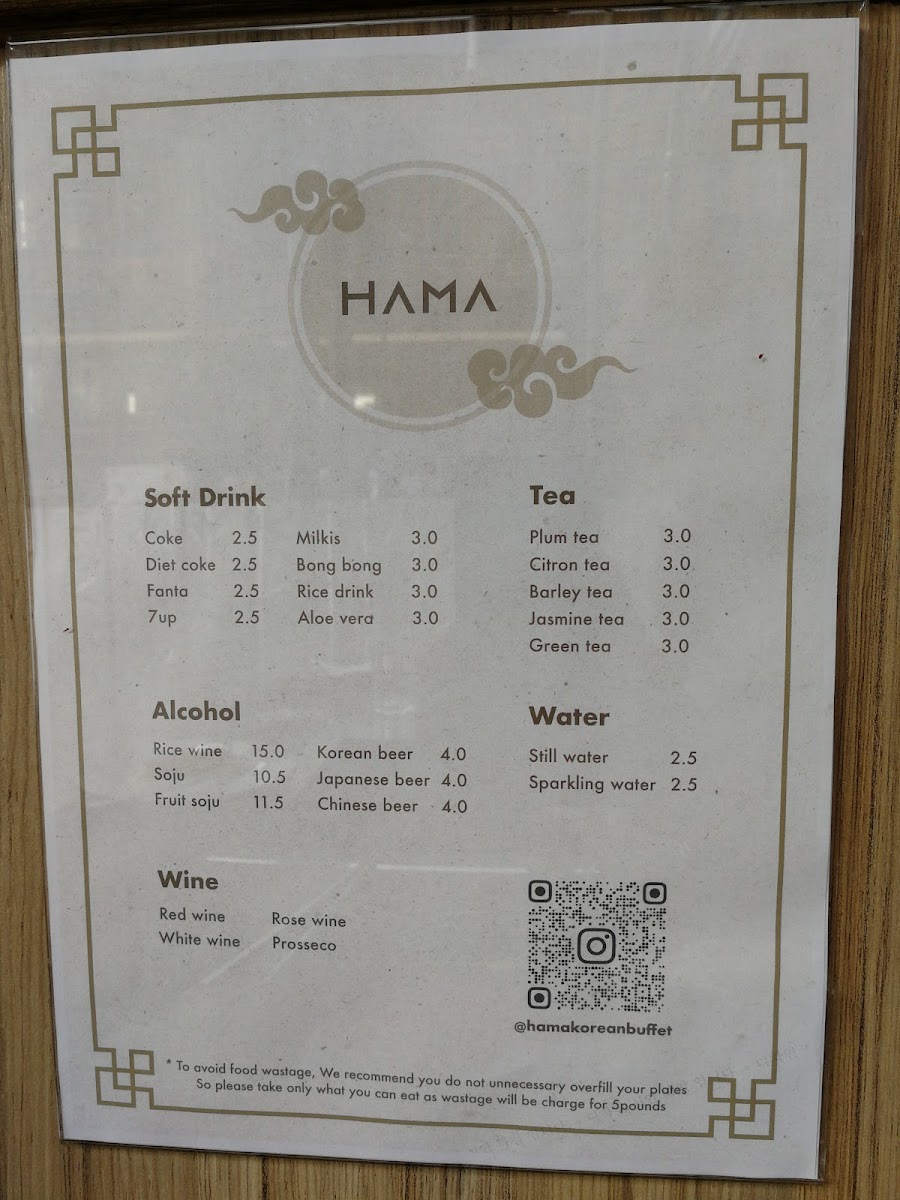 HAMA
Soft Drink
Coke 2.5 Milkis 3.0
Diet coke 2.5 Bong bong 3.0
Fanta 2.5 Rice drink 3.0
7up 2.5 Aloe vera 3.0
Tea
Plum tea 3.0
Citron tea 3.0
Barley tea 3.0
Jasmine tea 3.0
Green tea 3.0
Alcohol
Rice wine 15.0 Korean beer 4.0
Soju 10.5 Japanese beer 4.0
Fruit soju 11.5 Chinese beer 4.0
Water
Still water 2.5
Sparkling water 2.5
Wine
Red wine Rose wine
White wine Prosseco
@hamakoreanbuffet
* To avoid food wastage, We recommend you do not unnecessary overfill your plates
So please take only what you can eat as wastage will be charge for 5pounds